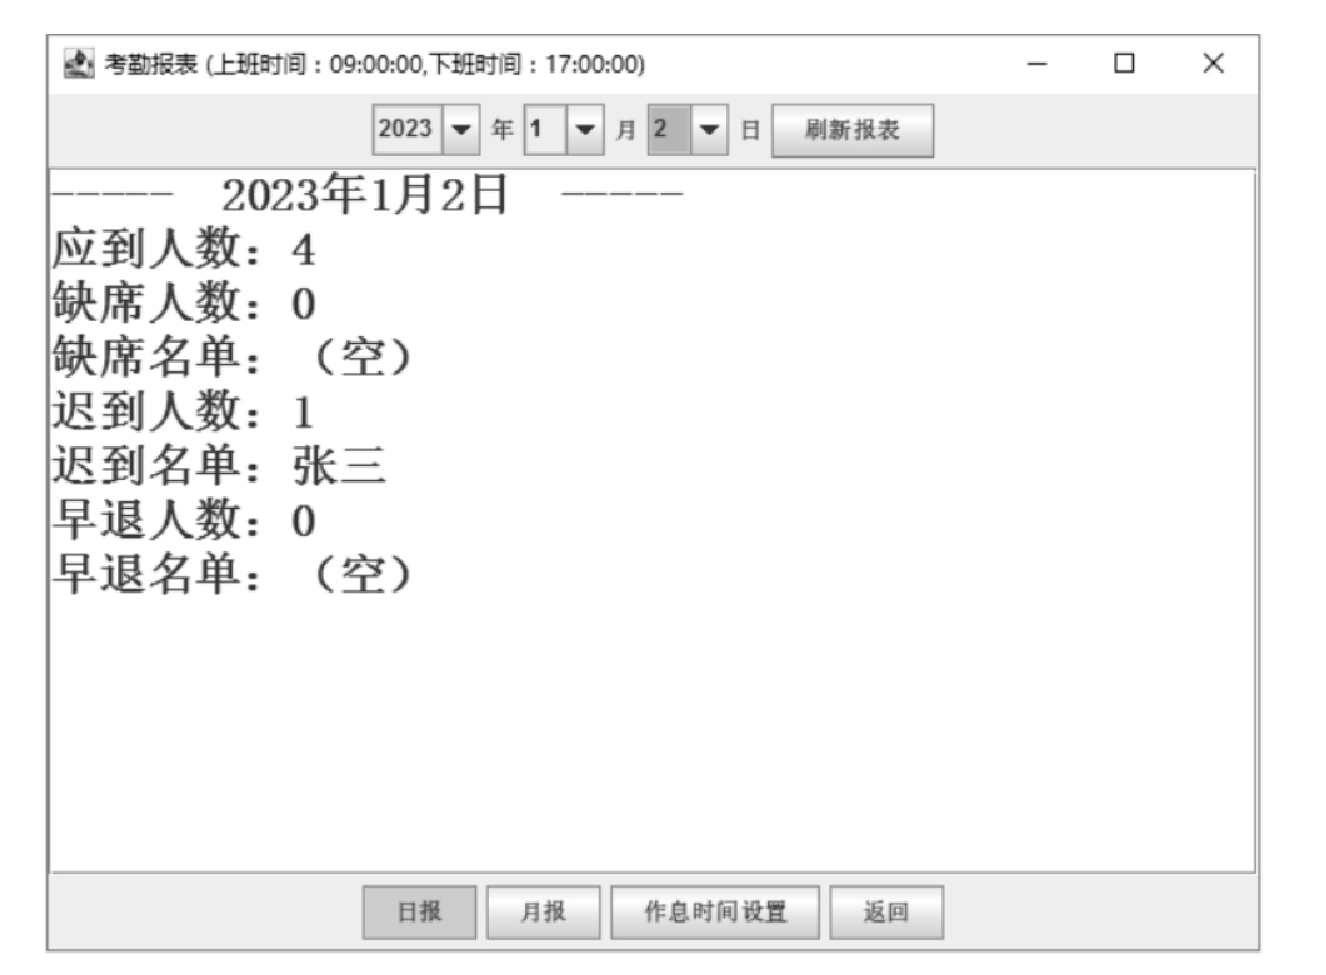 考勤报表 (上班时间：09:00:00,下班时间：17:00:00)
2023 年 1 月 2 日 刷新报表
----- 2023年1月2日 -----
应到人数：4
缺席人数：0
缺席名单：（空）
迟到人数：1
迟到名单：张三
早退人数：0
早退名单：（空）
日报 月报 作息时间设置 返回